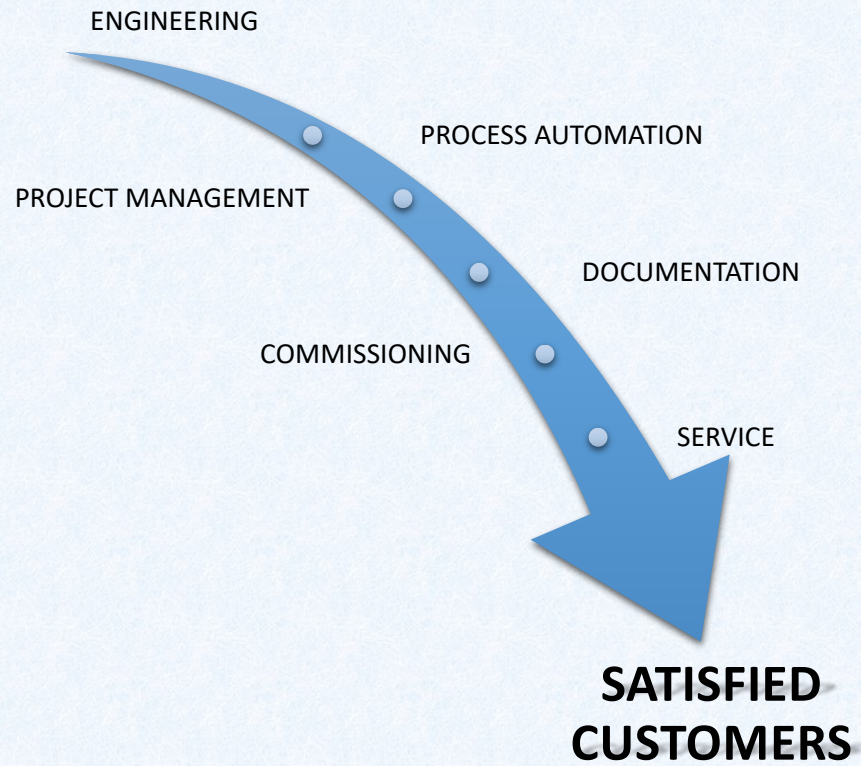 ENGINEERING
PROCESS AUTOMATION
PROJECT MANAGEMENT
DOCUMENTATION
COMMISSIONING
SERVICE
SATISFIED
CUSTOMERS